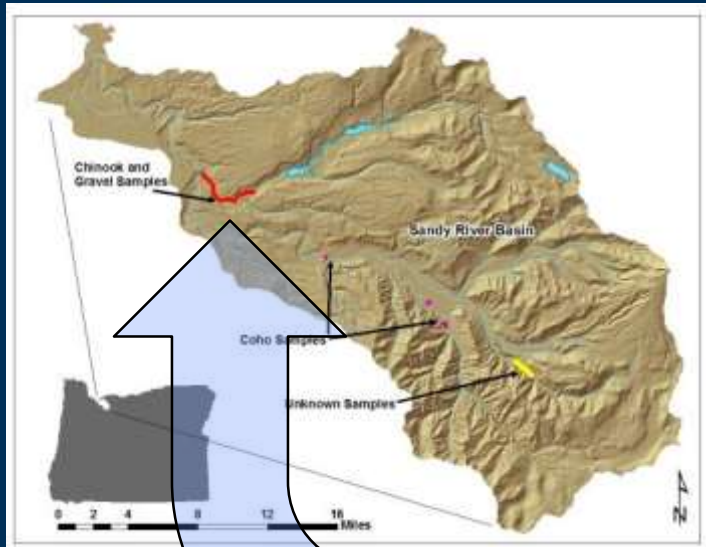 Chinook and
Gravel Samples
Sandy River Basin
Coho Samples
Unknown Samples
0 2 4 8 12 16
Miles
N